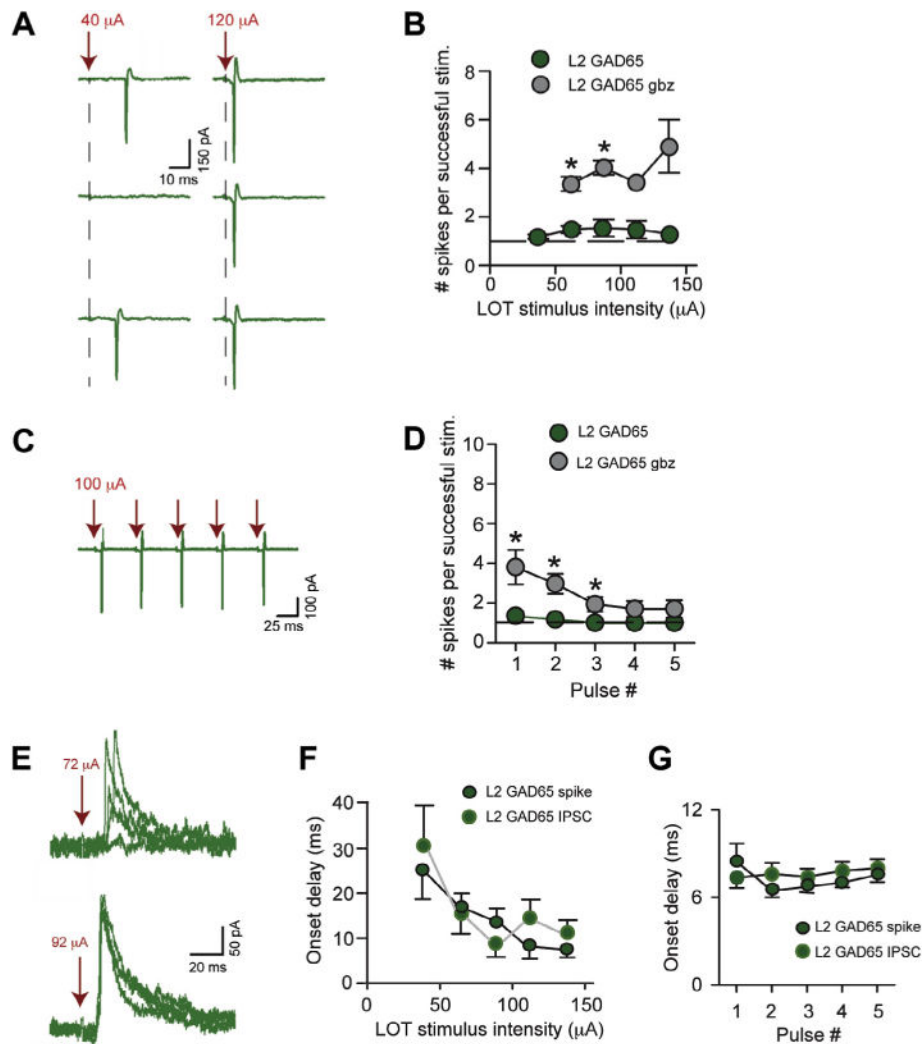 A
40 µA
120 µA
150 pA
10 ms
B
L2 GAD65
L2 GAD65 gbz
# spikes per successful stim.
8
6
4
2
0
* *
0 50 100 150
LOT stimulus intensity (µA)
C
100 µA
100 pA
25 ms
D
L2 GAD65
L2 GAD65 gbz
# spikes per successful stim.
10
8
6
4
2
0
* * *
1 2 3 4 5
Pulse #
E
72 µA
92 µA
50 pA
20 ms
F
L2 GAD65 spike
L2 GAD65 IPSC
Onset delay (ms)
40
30
20
10
0
0 50 100 150
LOT stimulus intensity (µA)
G
Onset delay (ms)
12
9
6
3
0
L2 GAD65 spike
L2 GAD65 IPSC
1 2 3 4 5
Pulse #